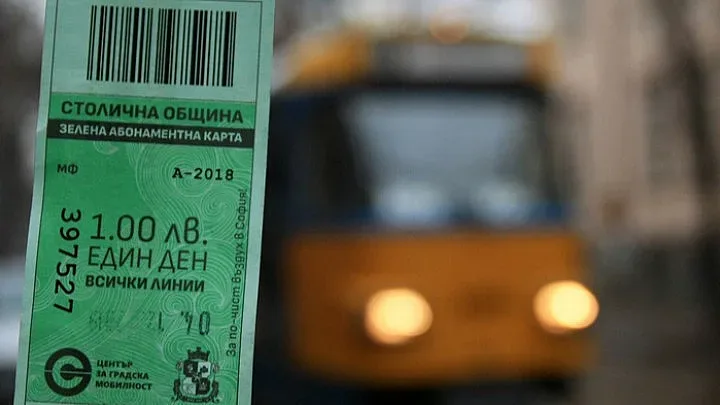 СТОЛИЧНА ОБЩИНА
ЗЕЛЕНА АБОНАМЕНТНА КАРТА
МФ
А-2018
397527
1.00 лв.
ЕДИН ДЕН
ВСИЧКИ ЛИНИИ
За по-чист въздух в София!
ЦЕНТЪР
ЗА ГРАДСКА
МОБИЛНОСТ